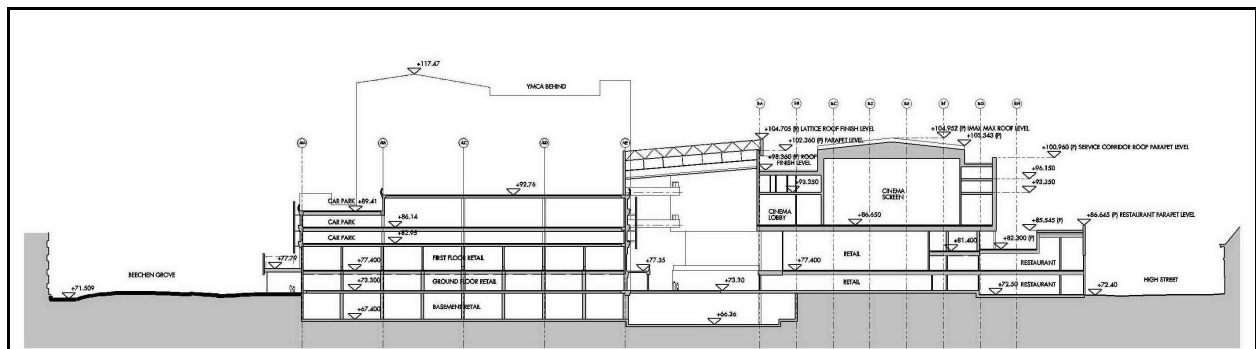 +117.47
YMCA BEHIND
+104.705 (P) LATTICE ROOF FINISH LEVEL
+104.952 (P) IMAX MAX ROOF LEVEL
+103.343 (P)
+102.360 (P) PARAPET LEVEL
+100.960 (P) SERVICE CORRIDOR ROOF PARAPET LEVEL
+98.360 (P) ROOF
FINISH LEVEL
+96.150
+93.350
+93.350
+92.76
CINEMA
SCREEN
CAR PARK
+89.41
CINEMA
LOBBY
+86.650
+86.645 (P) RESTAURANT PARAPET LEVEL
+86.14
CAR PARK
+85.545 (P)
+82.95
CAR PARK
+82.300 (P)
+81.400
RETAIL
+77.79
+77.400
FIRST FLOOR RETAIL
+77.35
+77.400
RESTAURANT
BEECHEN GROVE
+73.300
GROUND FLOOR RETAIL
+73.30
RETAIL
RESTAURANT
HIGH STREET
+71.509
+72.50
+72.40
BASEMENT RETAIL
+67.400
+66.36